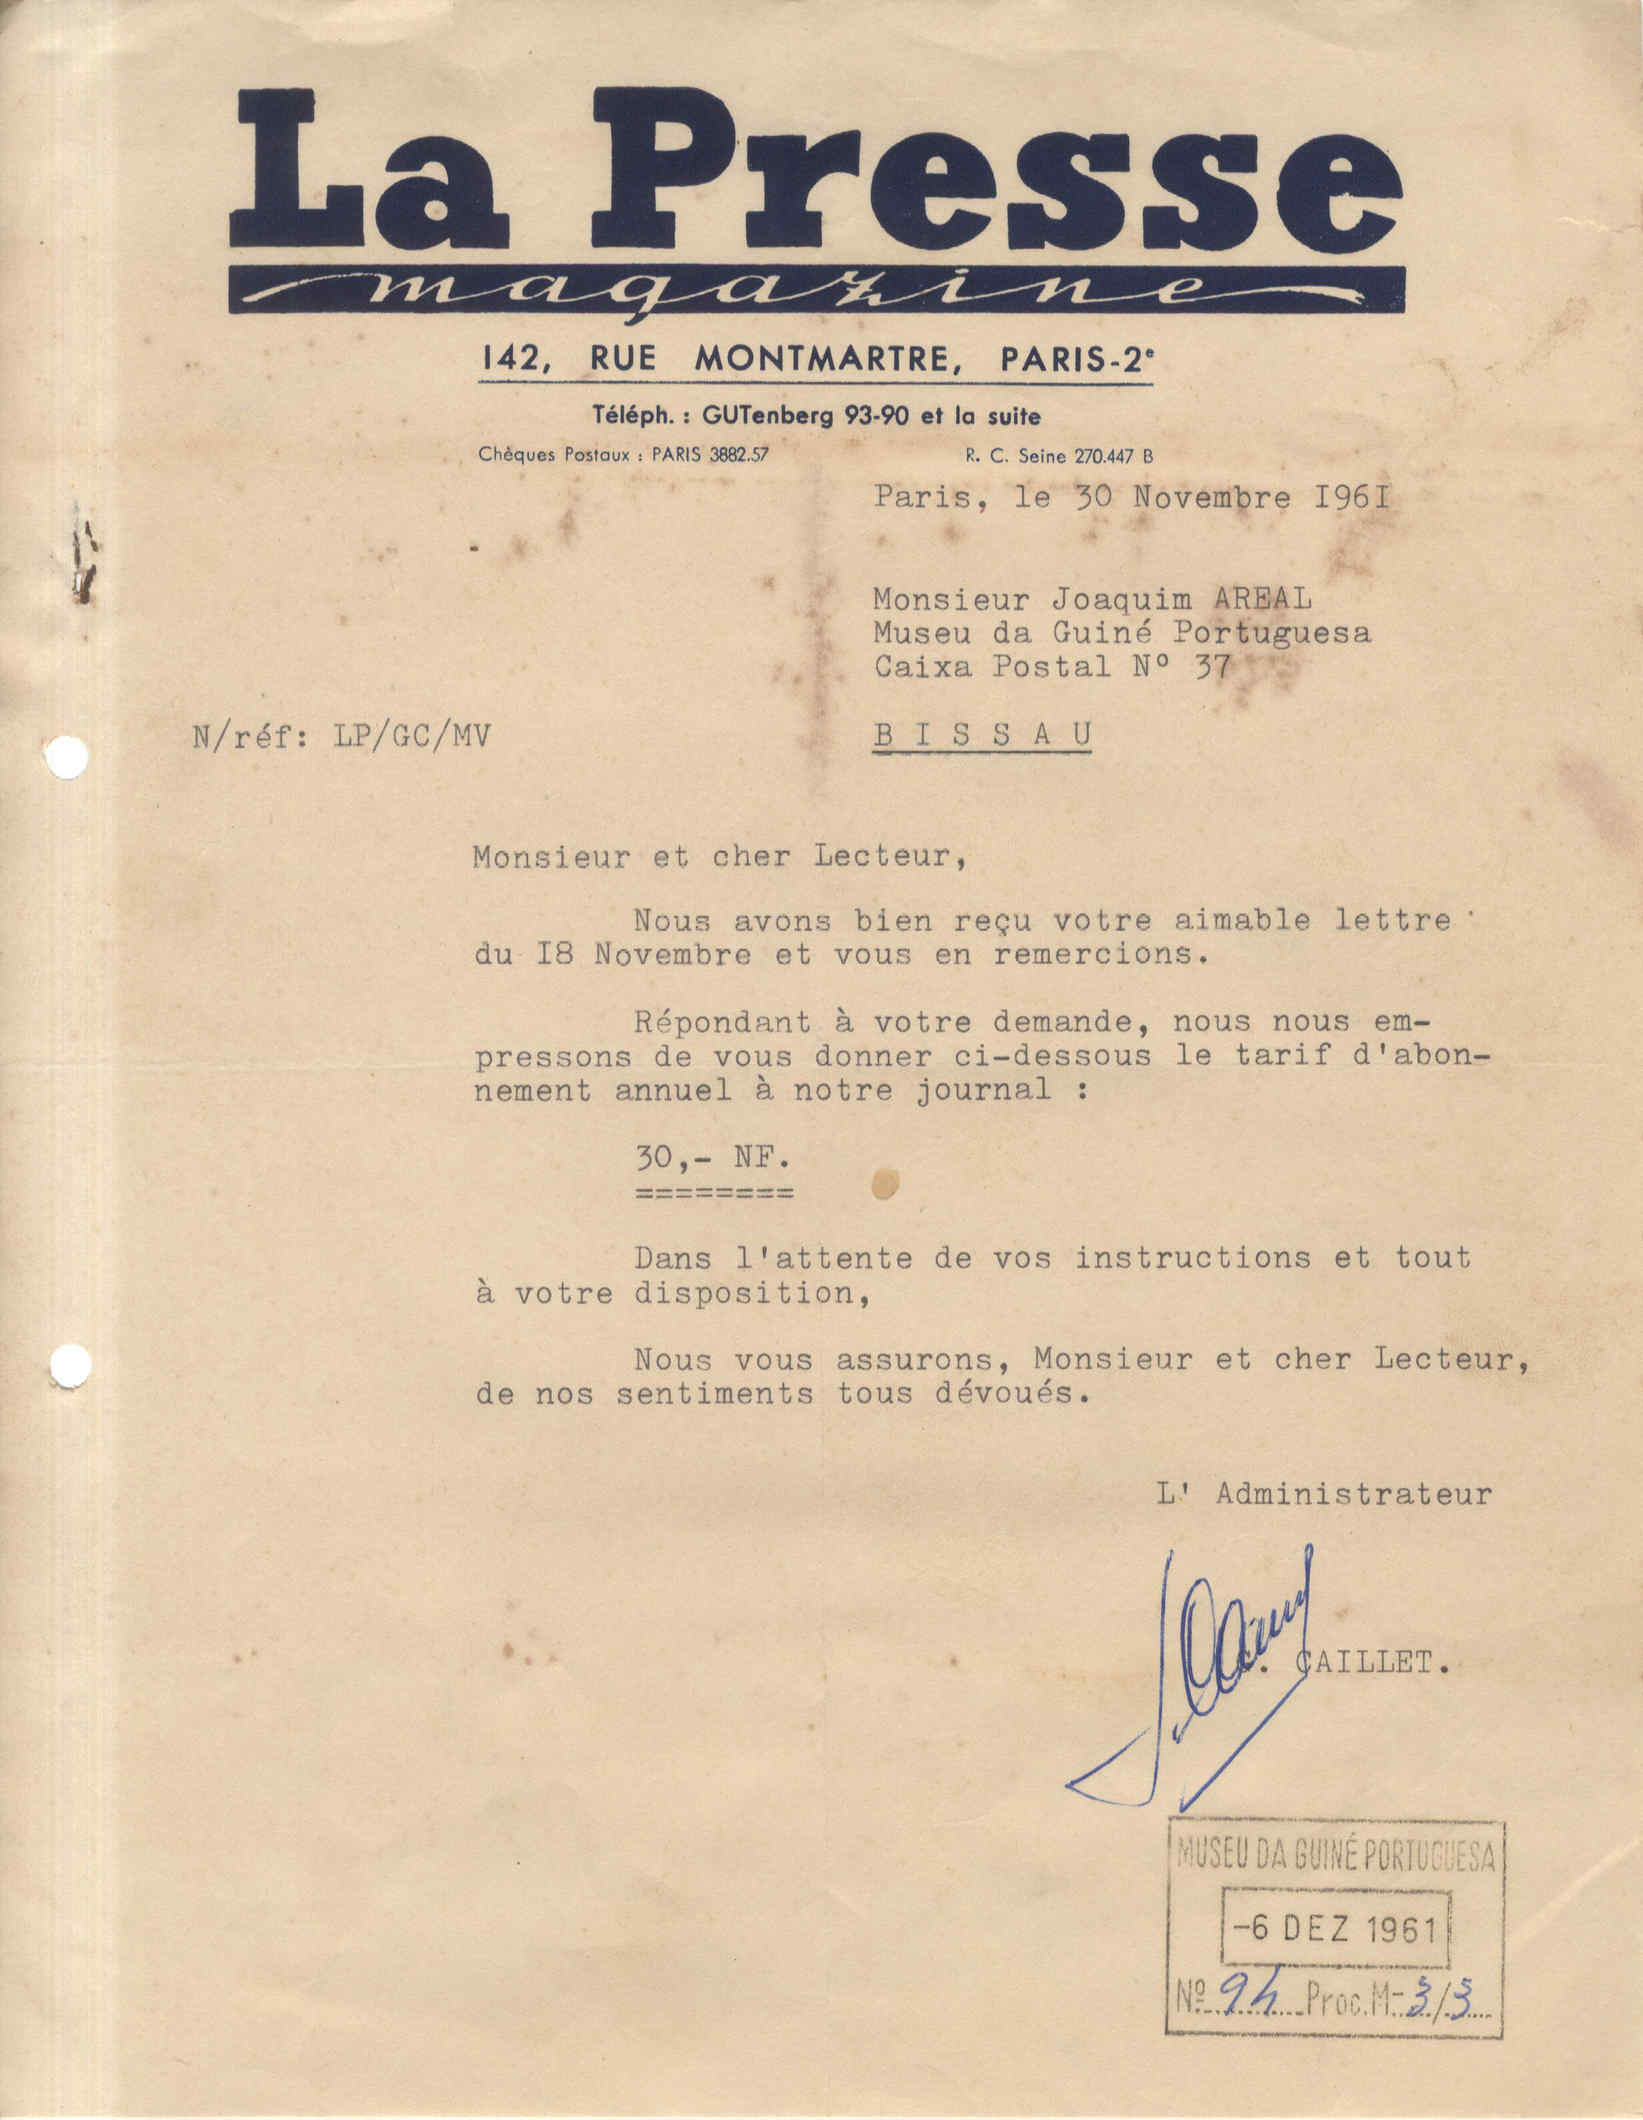 La Presse
magazine
142, RUE MONTMARTRE, PARIS-2e
Téléph. : GUTenberg 93-90 et la suite
Chèques Postaux : PARIS 3882.57 R. C. Seine 270.447 B
Paris, le 30 Novembre I96I
Monsieur Joaquim AREAL
Museu da Guiné Portuguesa
Caixa Postal Nº 37
N/réf: LP/GC/MV B I S S A U
Monsieur et cher Lecteur,
Nous avons bien reçu votre aimable lettre
du I8 Novembre et vous en remercions.
Répondant à votre demande, nous nous em-
pressons de vous donner ci-dessous le tarif d'abon-
nement annuel à notre journal :
30,- NF.
========
Dans l'attente de vos instructions et tout
à votre disposition,
Nous vous assurons, Monsieur et cher Lecteur,
de nos sentiments tous dévoués.
L' Administrateur
CAILLET.
MUSEU DA GUINÉ PORTUGUESA
-6 DEZ 1961
Nº 94 Proc. M- 3/3